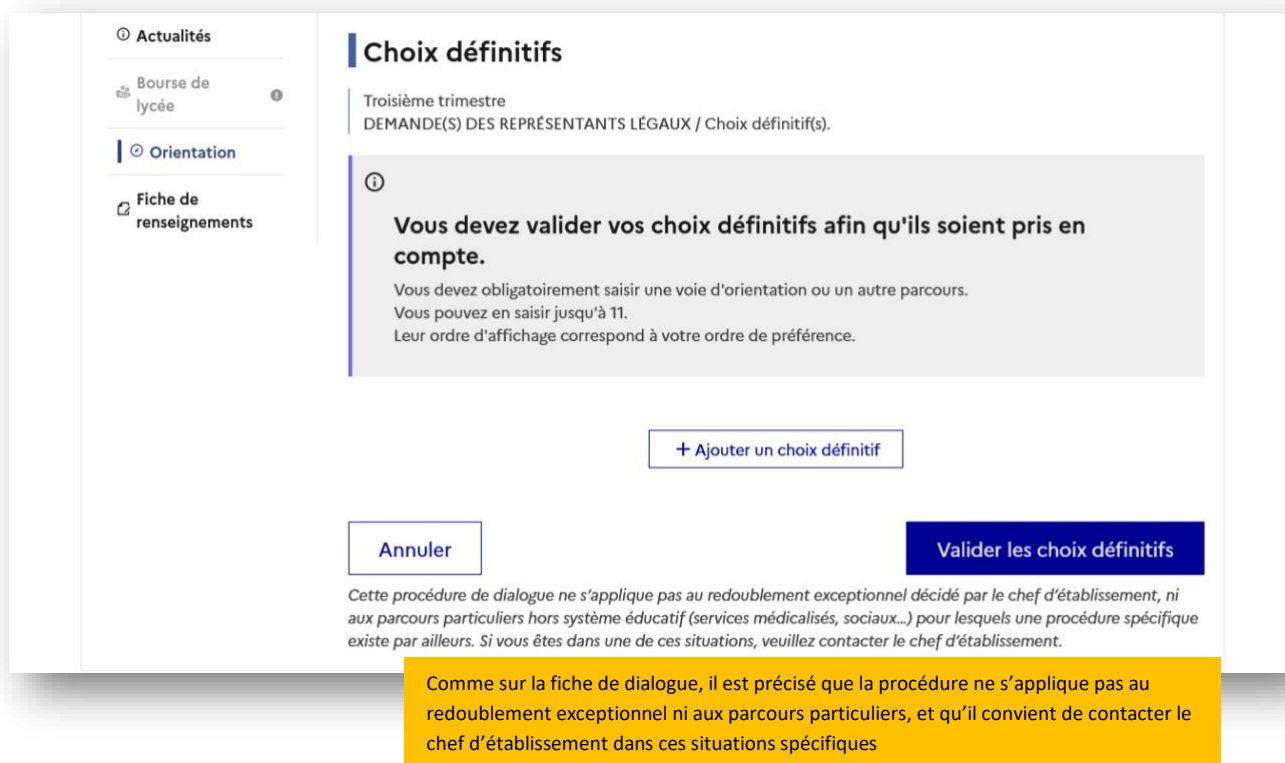 Actualités
Bourse de
lycée
Orientation
Fiche de
renseignements
Choix définitifs
Troisième trimestre
DEMANDE(S) DES REPRÉSENTANTS LÉGAUX / Choix définitif(s).
Vous devez valider vos choix définitifs afin qu'ils soient pris en
compte.
Vous devez obligatoirement saisir une voie d'orientation ou un autre parcours.
Vous pouvez en saisir jusqu'à 11.
Leur ordre d'affichage correspond à votre ordre de préférence.
+ Ajouter un choix définitif
Annuler
Valider les choix définitifs
Cette procédure de dialogue ne s’applique pas au redoublement exceptionnel décidé par le chef d’établissement, ni
aux parcours particuliers hors système éducatif (services médicalisés, sociaux…) pour lesquels une procédure spécifique
existe par ailleurs. Si vous êtes dans une de ces situations, veuillez contacter le chef d’établissement.
Comme sur la fiche de dialogue, il est précisé que la procédure ne s’applique pas au
redoublement exceptionnel ni aux parcours particuliers, et qu’il convient de contacter le
chef d’établissement dans ces situations spécifiques